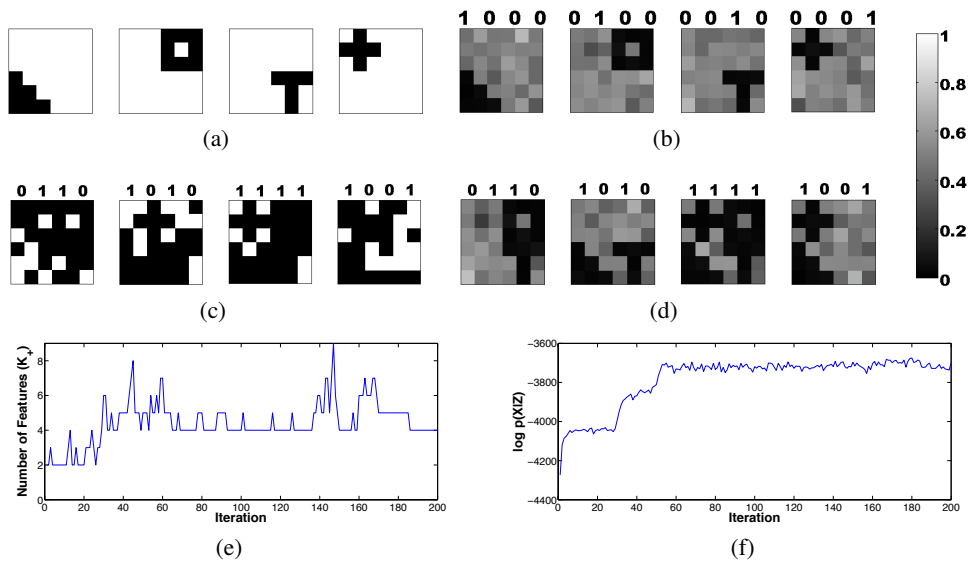 1 0 0 0
0 1 0 0
0 0 1 0
0 0 0 1
(a)
(b)
1
0.8
0.6
0.4
0.2
0
0 1 1 0
1 0 1 0
1 1 1 1
1 0 0 1
0 1 1 0
1 0 1 0
1 1 1 1
1 0 0 1
(c)
(d)
Number of Features (K+)
8
6
4
2
0
0 20 40 60 80 100 120 140 160 180 200
Iteration
(e)
log p(X|Z)
−3600
−3800
−4000
−4200
−4400
0 20 40 60 80 100 120 140 160 180 200
Iteration
(f)